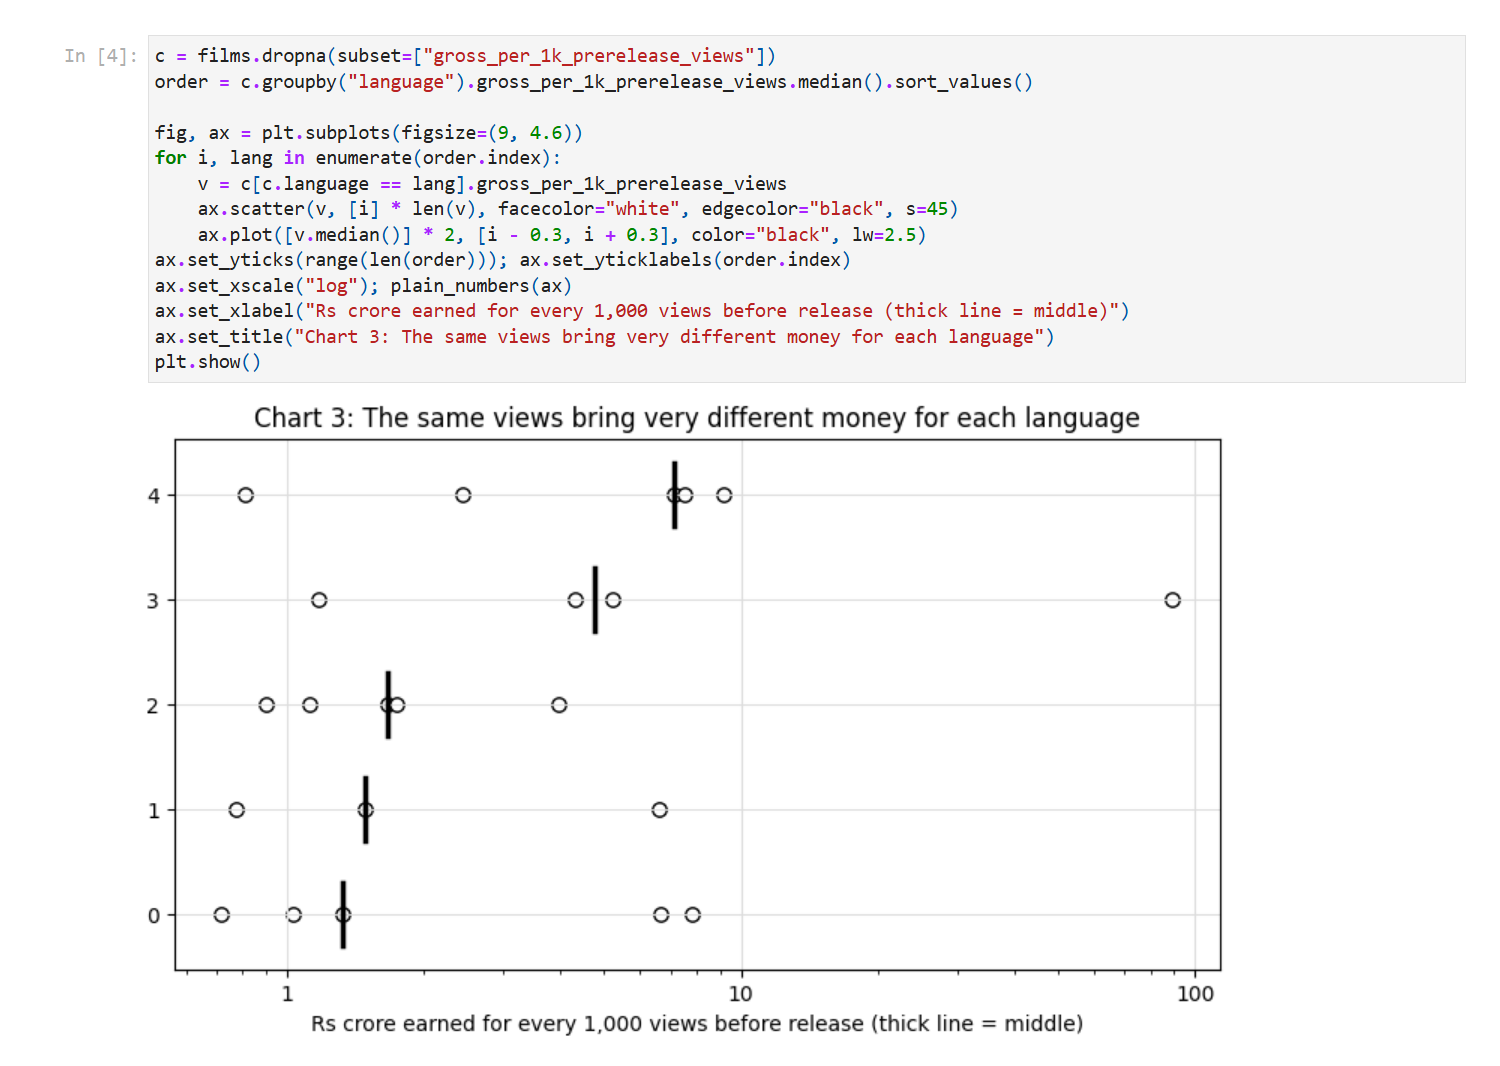 In [4]:
c = films.dropna(subset=["gross_per_1k_prerelease_views"])
order = c.groupby("language").gross_per_1k_prerelease_views.median().sort_values()
fig, ax = plt.subplots(figsize=(9, 4.6))
for i, lang in enumerate(order.index):
    v = c[c.language == lang].gross_per_1k_prerelease_views
    ax.scatter(v, [i] * len(v), facecolor="white", edgecolor="black", s=45)
    ax.plot([v.median()] * 2, [i - 0.3, i + 0.3], color="black", lw=2.5)
ax.set_yticks(range(len(order))); ax.set_yticklabels(order.index)
ax.set_xscale("log"); plain_numbers(ax)
ax.set_xlabel("Rs crore earned for every 1,000 views before release (thick line = middle)")
ax.set_title("Chart 3: The same views bring very different money for each language")
plt.show()
Chart 3: The same views bring very different money for each language
4
3
2
1
0
1 10 100
Rs crore earned for every 1,000 views before release (thick line = middle)